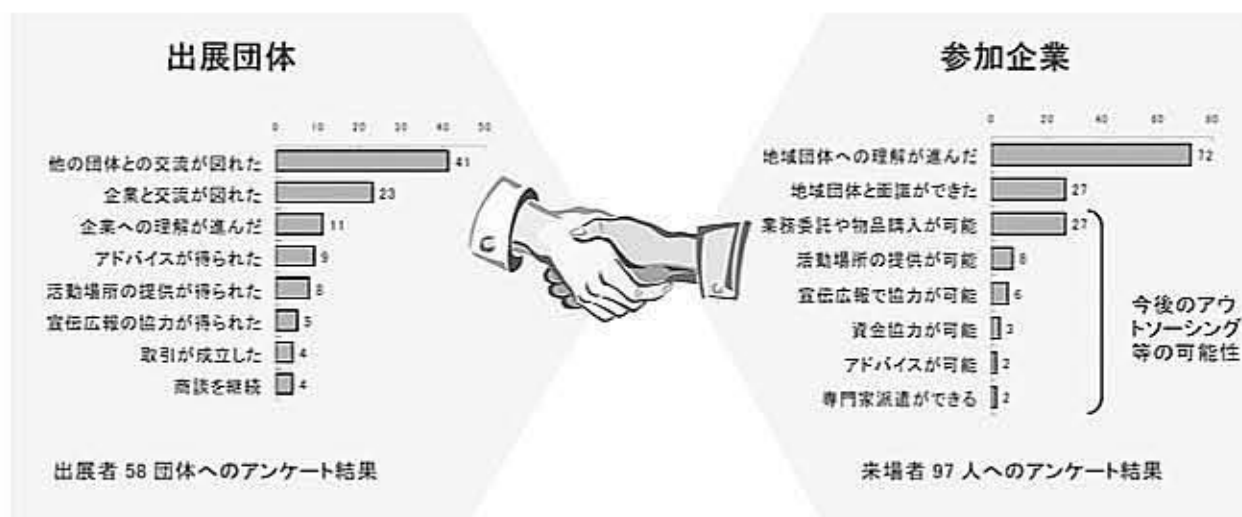 出展団体
0 10 20 30 40 50
他の団体との交流が図れた 41
企業と交流が図れた 23
企業への理解が進んだ 11
アドバイスが得られた 9
活動場所の提供が得られた 8
宣伝広報の協力が得られた 5
取引が成立した 4
商談を継続 4
出展者 58 団体へのアンケート結果
参加企業
0 20 40 60 80
地域団体への理解が進んだ 72
地域団体と面識ができた 27
業務委託や物品購入が可能 27
活動場所の提供が可能 8
宣伝広報で協力が可能 6
資金協力が可能 3
アドバイスが可能 2
専門家派遣ができる 2
今後のアウ
トソーシング
等の可能性
来場者 97 人へのアンケート結果